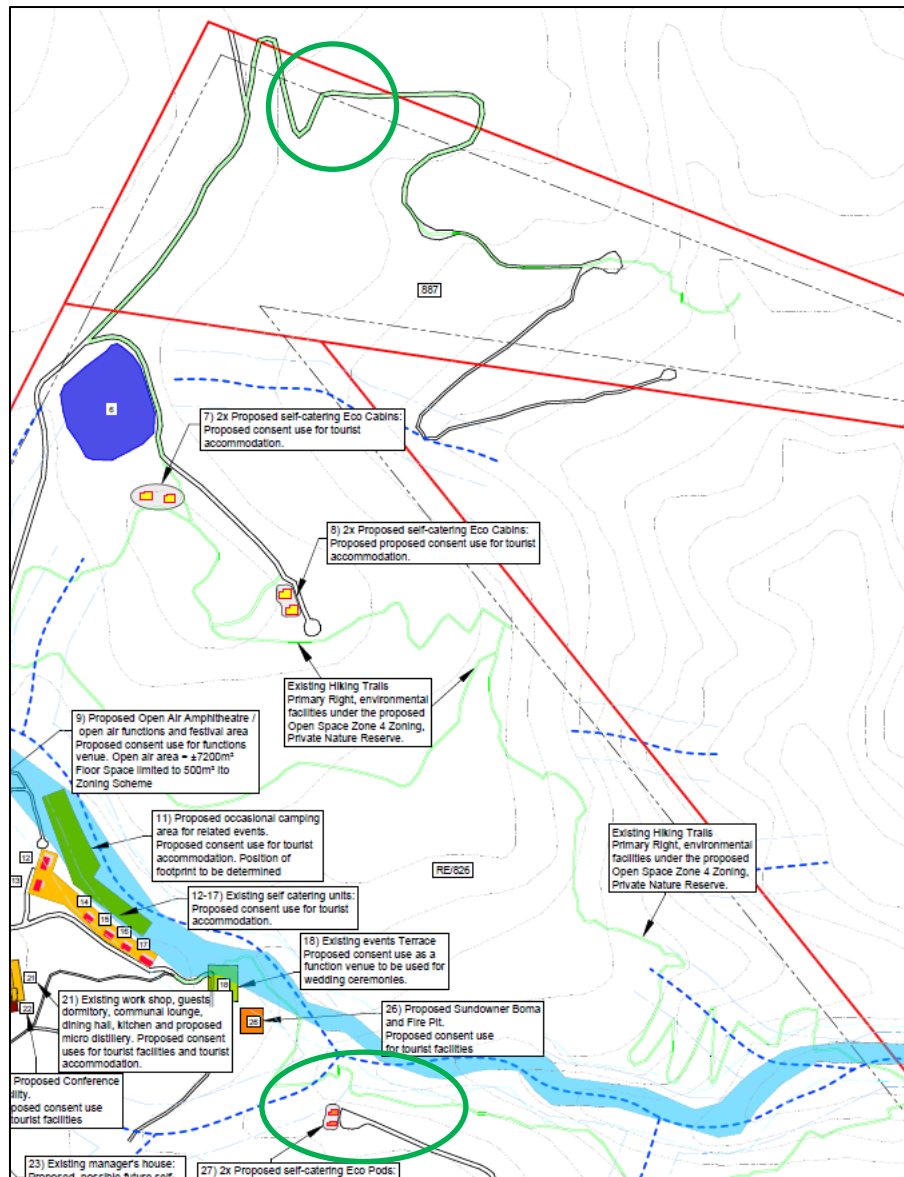 887
6
7) 2x Proposed self-catering Eco Cabins:
Proposed consent use for tourist
accommodation.
8) 2x Proposed self-catering Eco Cabins:
Proposed proposed consent use for tourist
accommodation.
Existing Hiking Trails
Primary Right, environmental
facilities under the proposed
Open Space Zone 4 Zoning,
Private Nature Reserve.
9) Proposed Open Air Amphitheatre /
open air functions and festival area
Proposed consent use for functions
venue. Open air area = ±7200m²
Floor Space limited to 500m² ito
Zoning Scheme
11) Proposed occasional camping
area for related events.
Proposed consent use for tourist
accommodation. Position of
footprint to be determined
Existing Hiking Trails
Primary Right, environmental
facilities under the proposed
Open Space Zone 4 Zoning,
Private Nature Reserve.
RE/826
12
13
14
15
16
17
12-17) Existing self catering units:
Proposed consent use for tourist
accommodation.
18) Existing events Terrace
Proposed consent use as a
function venue to be used for
wedding ceremonies.
18
21
22
26
21) Existing work shop, guests
dormitory, communal lounge,
dining hall, kitchen and proposed
micro distillery. Proposed consent
uses for tourist facilities and tourist
accommodation.
26) Proposed Sundowner Boma
and Fire Pit.
Proposed consent use
for tourist facilities
Proposed Conference
ility.
posed consent use
tourist facilities
23) Existing manager's house:
Proposed, possible future self-
27) 2x Proposed self-catering Eco Pods: